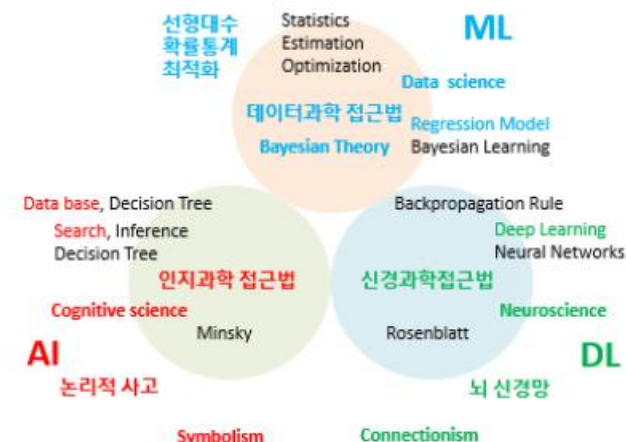 선형대수
확률통계
최적화
Statistics
Estimation
Optimization
ML
Data science
데이터과학 접근법
Regression Model
Bayesian Theory
Bayesian Learning
Data base, Decision Tree
Search, Inference
Decision Tree
인지과학 접근법
Cognitive science
Minsky
AI
논리적 사고
Symbolism
Backpropagation Rule
Deep Learning
Neural Networks
신경과학접근법
Neuroscience
Rosenblatt
DL
뇌 신경망
Connectionism